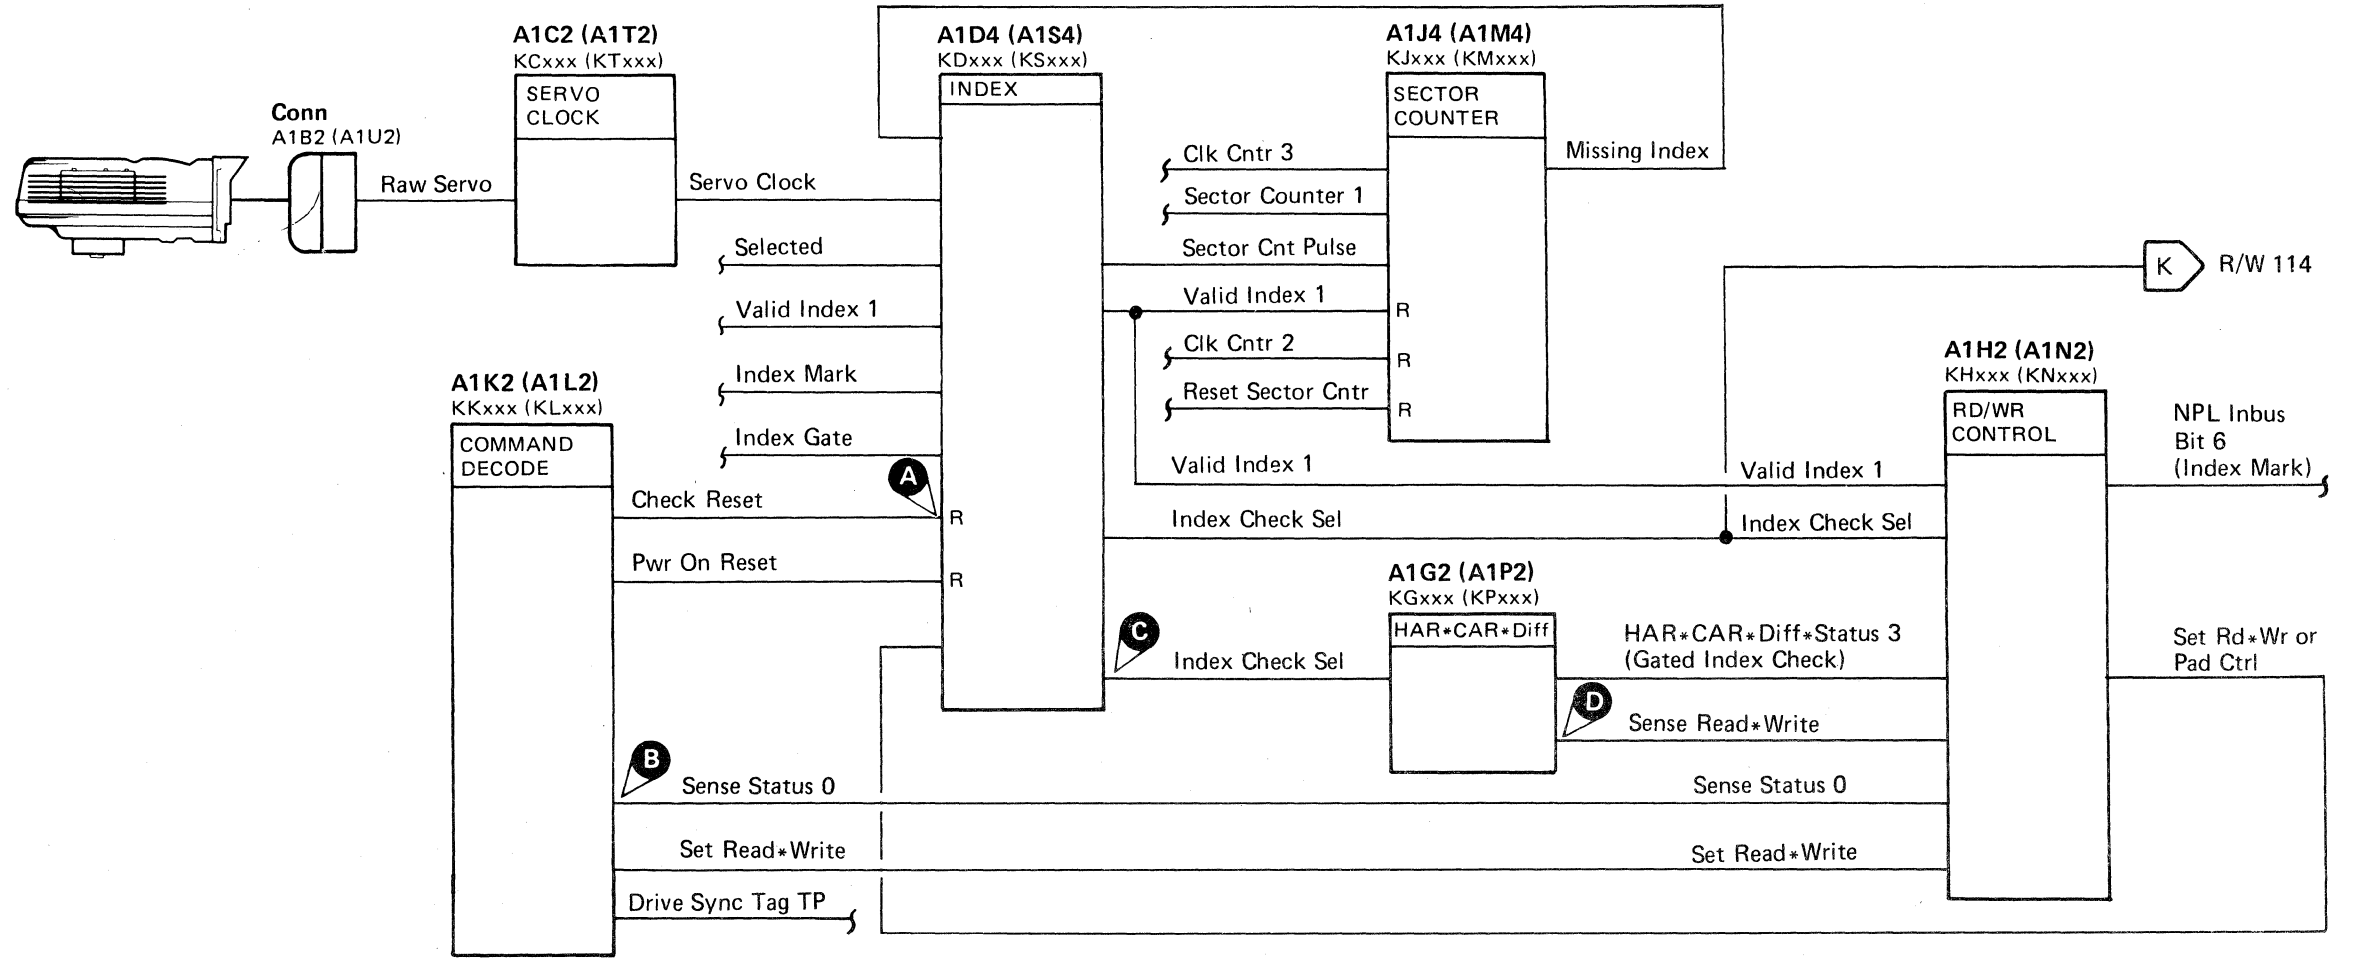 A1C2 (A1T2)
KCxxx (KTxxx)
SERVO
CLOCK
A1D4 (A1S4)
KDxxx (KSxxx)
INDEX
A1J4 (A1M4)
KJxxx (KMxxx)
SECTOR
COUNTER
Conn
A1B2 (A1U2)
Raw Servo
Servo Clock
Selected
Valid Index 1
Index Mark
Index Gate
Clk Cntr 3
Sector Counter 1
Sector Cnt Pulse
Valid Index 1
R
Clk Cntr 2
R
Reset Sector Cntr
R
Missing Index
K
R/W 114
A1K2 (A1L2)
KKxxx (KLxxx)
COMMAND
DECODE
A
Check Reset
R
Pwr On Reset
R
Valid Index 1
Valid Index 1
Index Check Sel
Index Check Sel
A1H2 (A1N2)
KHxxx (KNxxx)
RD/WR
CONTROL
NPL Inbus
Bit 6
(Index Mark)
A1G2 (A1P2)
KGxxx (KPxxx)
HAR*CAR*Diff
C
Index Check Sel
HAR*CAR*Diff*Status 3
(Gated Index Check)
D
Sense Read*Write
Set Rd*Wr or
Pad Ctrl
B
Sense Status 0
Sense Status 0
Set Read*Write
Set Read*Write
Drive Sync Tag TP